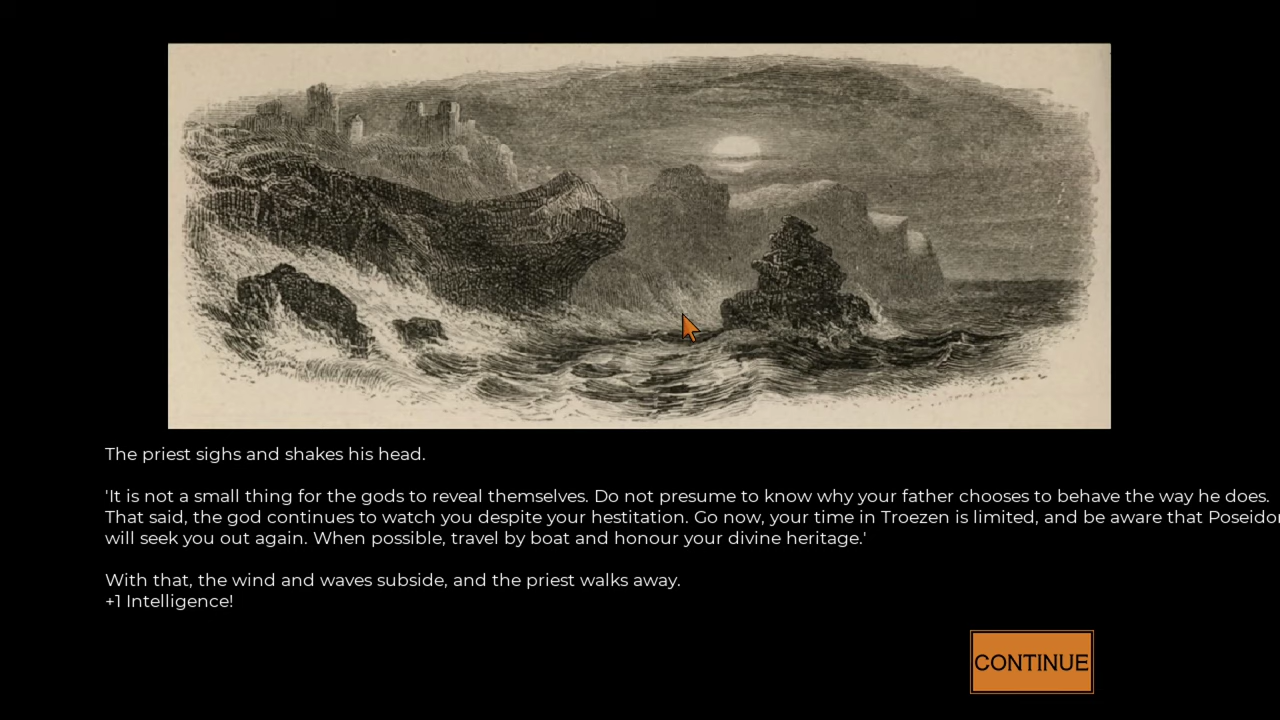 The priest sighs and shakes his head.
'It is not a small thing for the gods to reveal themselves. Do not presume to know why your father chooses to behave the way he does.
That said, the god continues to watch you despite your hestitation. Go now, your time in Troezen is limited, and be aware that Poseidon
will seek you out again. When possible, travel by boat and honour your divine heritage.'
With that, the wind and waves subside, and the priest walks away.
+1 Intelligence!
CONTINUE